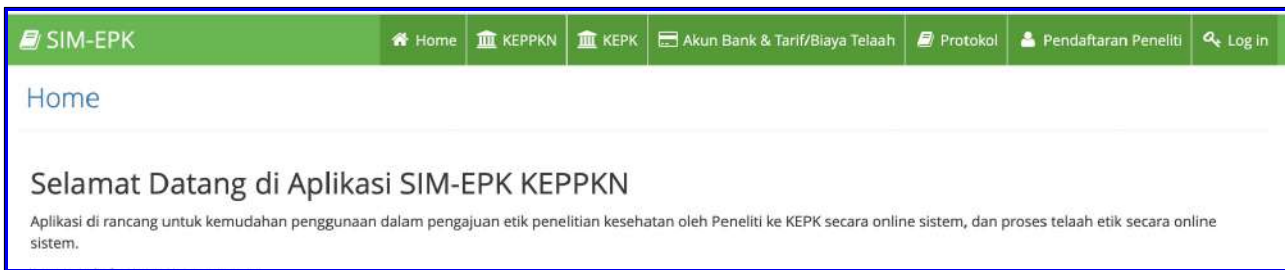 SIM-EPK Home KEPPKN KEPK Akun Bank & Tarif/Biaya Telaah Protokol Pendaftaran Peneliti Log in
Home
Selamat Datang di Aplikasi SIM-EPK KEPPKN
Aplikasi di rancang untuk kemudahan penggunaan dalam pengajuan etik penelitian kesehatan oleh Peneliti ke KEPK secara online sistem, dan proses telaah etik secara online
sistem.